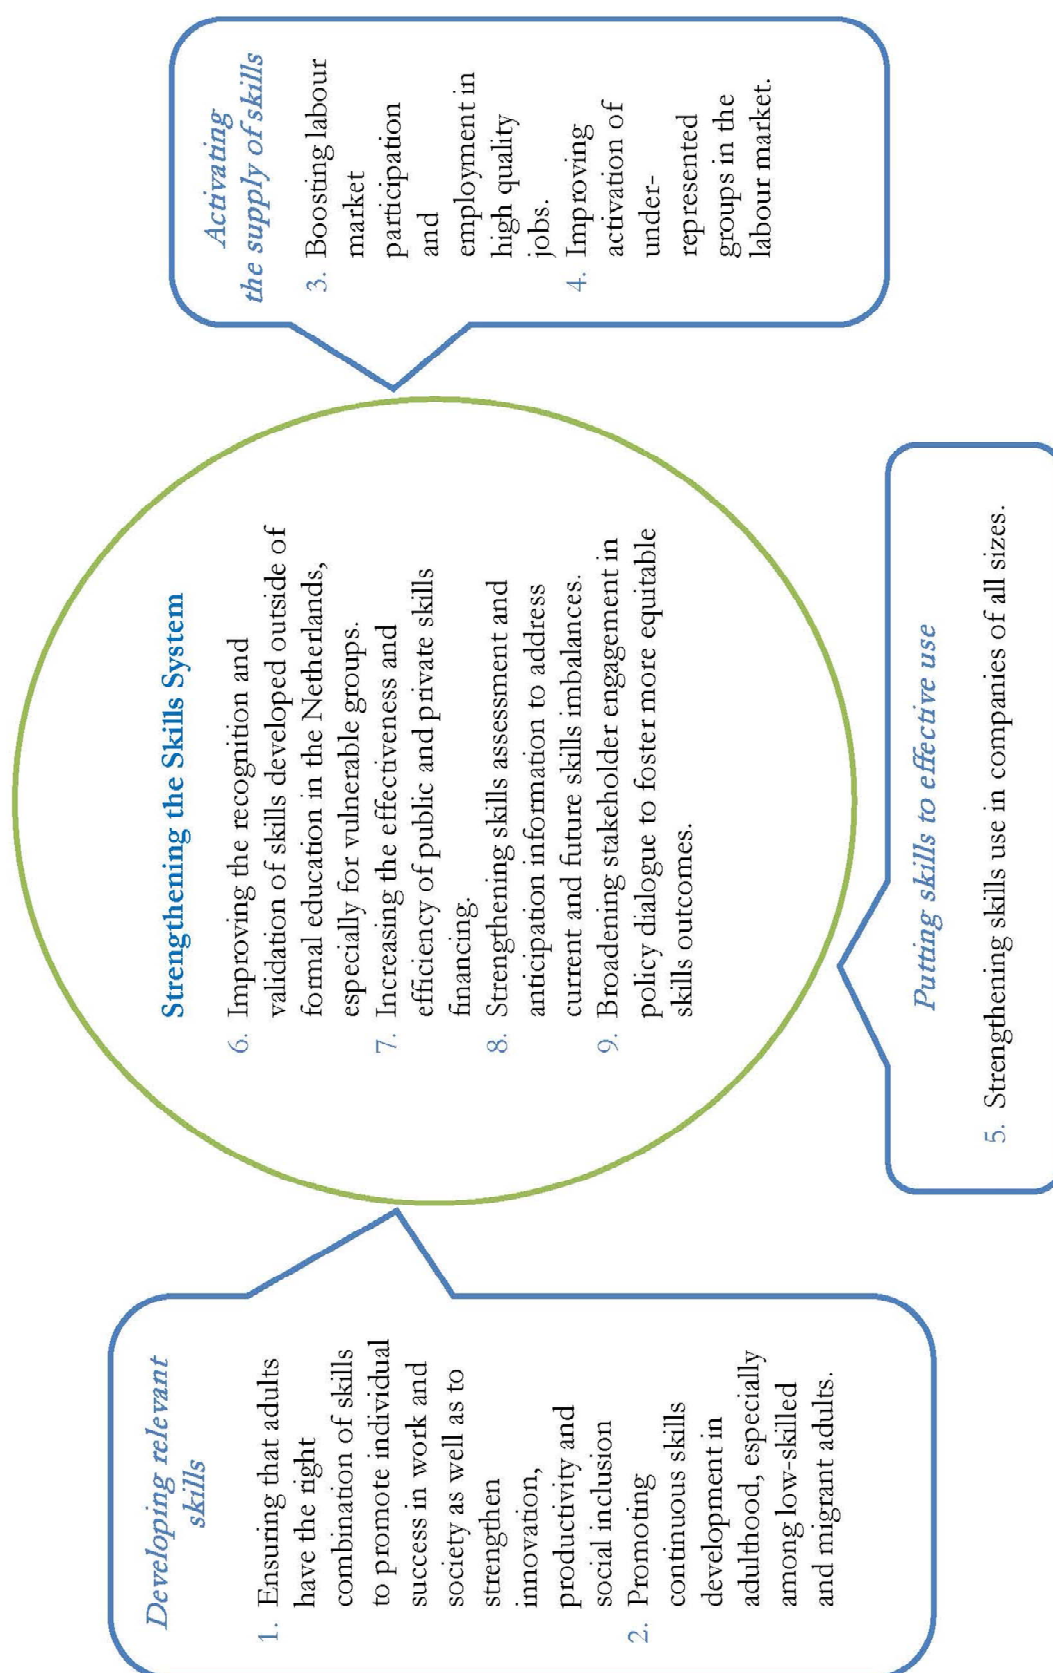 Developing relevant
skills
1. Ensuring that adults
have the right
combination of skills
to promote individual
success in work and
society as well as to
strengthen
innovation,
productivity and
social inclusion
2. Promoting
continuous skills
development in
adulthood, especially
among low-skilled
and migrant adults.
Strengthening the Skills System
6. Improving the recognition and
validation of skills developed outside of
formal education in the Netherlands,
especially for vulnerable groups.
7. Increasing the effectiveness and
efficiency of public and private skills
financing.
8. Strengthening skills assessment and
anticipation information to address
current and future skills imbalances.
9. Broadening stakeholder engagement in
policy dialogue to foster more equitable
skills outcomes.
Activating
the supply of skills
3. Boosting labour
market
participation
and
employment in
high quality
jobs.
4. Improving
activation of
under-
represented
groups in the
labour market.
Putting skills to effective use
5. Strengthening skills use in companies of all sizes.